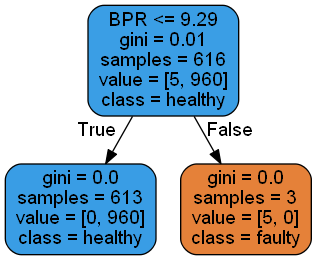 BPR <= 9.29
gini = 0.01
samples = 616
value = [5, 960]
class = healthy
True
False
gini = 0.0
samples = 613
value = [0, 960]
class = healthy
gini = 0.0
samples = 3
value = [5, 0]
class = faulty